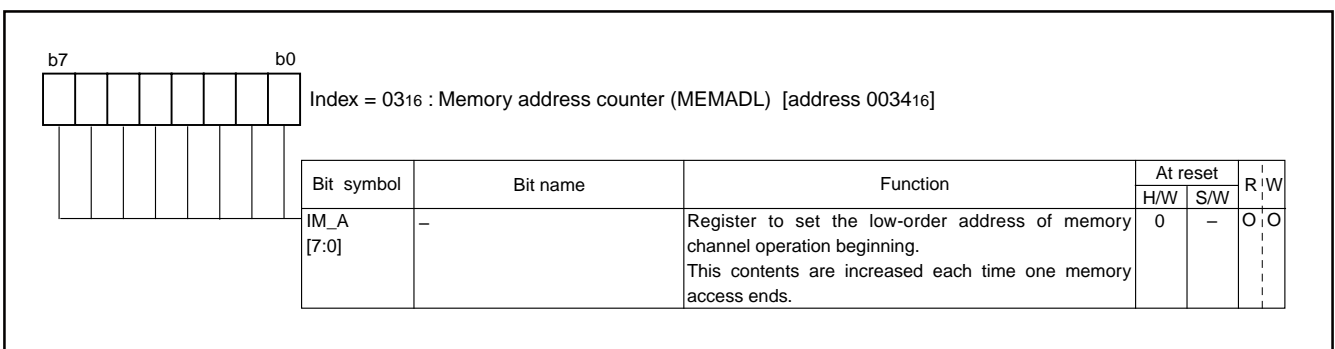 b7 b0
Index = 0316 : Memory address counter (MEMADL) [address 003416]
Bit symbol Bit name Function At reset R W
H/W S/W
IM_A – Register to set the low-order address of memory 0 – O O
[7:0] channel operation beginning.
This contents are increased each time one memory
access ends.